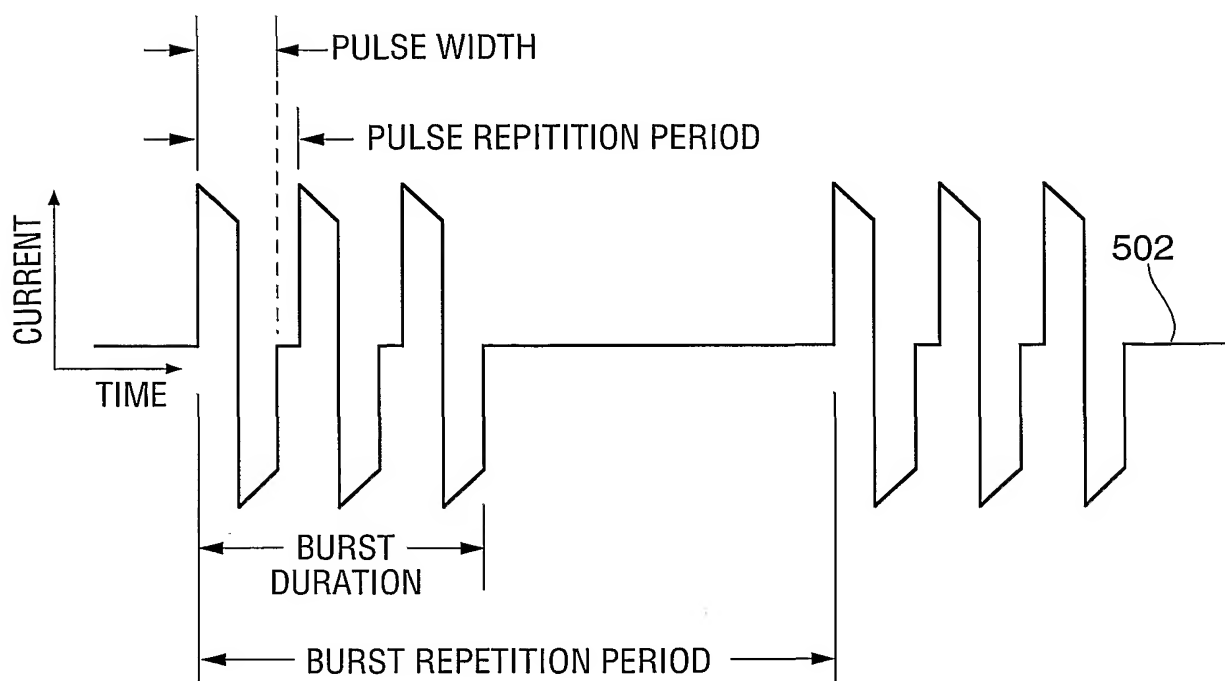 PULSE WIDTH
PULSE REPITITION PERIOD
CURRENT
502
TIME
BURST
DURATION
BURST REPETITION PERIOD